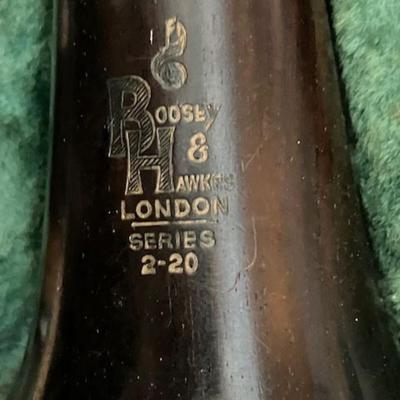 BOOSEY
&
HAWKES
LONDON
SERIES
2-20